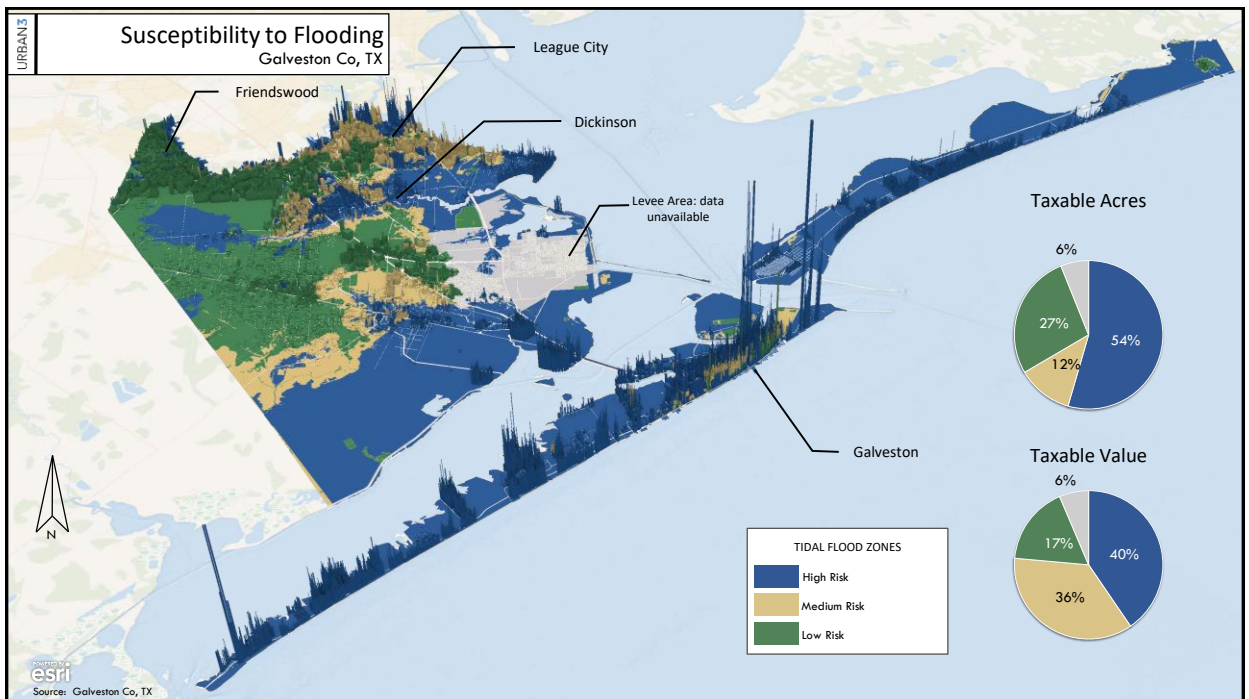 URBAN3
Susceptibility to Flooding
Galveston Co, TX
League City
Friendswood
Dickinson
Levee Area: data
unavailable
Galveston
Taxable Acres
6%
27%
54%
12%
Taxable Value
6%
17%
40%
36%
TIDAL FLOOD ZONES
High Risk
Medium Risk
Low Risk
N
POWERED BY
esri
Source: Galveston Co, TX